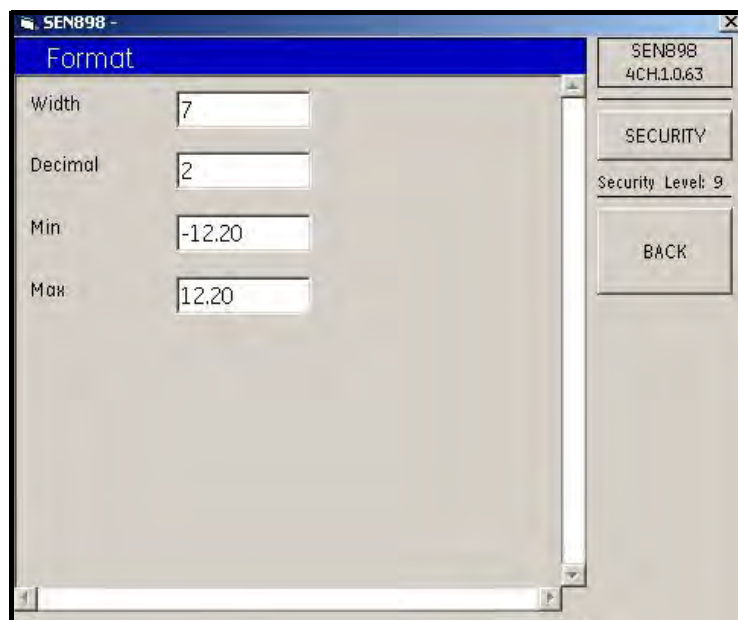 SEN898 -
Format
Width
7
Decimal
2
Min
-12.20
Max
12.20
SEN898
4CH.1.0.63
SECURITY
Security Level: 9
BACK